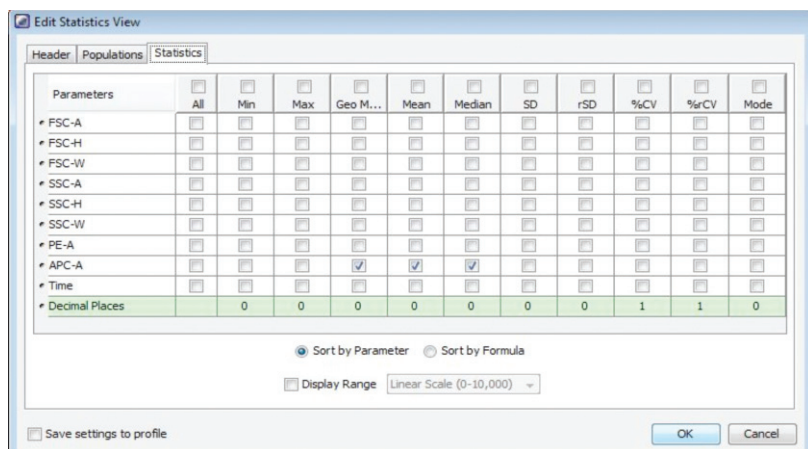 Edit Statistics View
Header Populations Statistics
Parameters All Min Max Geo M... Mean Median SD rSD %CV %rCV Mode
FSC-A
FSC-H
FSC-W
SSC-A
SSC-H
SSC-W
PE-A
APC-A
Time
Decimal Places 0 0 0 0 0 0 0 1 1 0
Sort by Parameter Sort by Formula
Display Range Linear Scale (0-10,000)
Save settings to profile OK Cancel